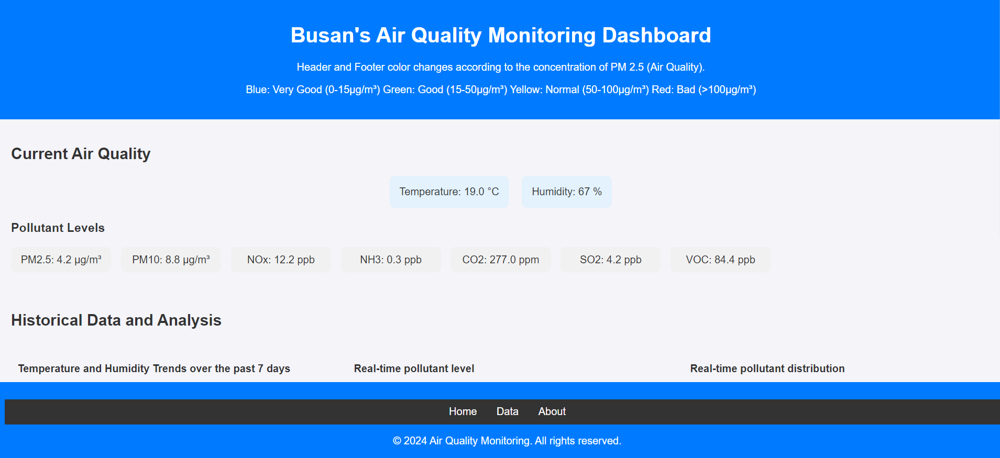 Busan's Air Quality Monitoring Dashboard
Header and Footer color changes according to the concentration of PM 2.5 (Air Quality).
Blue: Very Good (0-15µg/m³) Green: Good (15-50µg/m³) Yellow: Normal (50-100µg/m³) Red: Bad (>100µg/m³)
Current Air Quality
Temperature: 19.0 °C Humidity: 67 %
Pollutant Levels
PM2.5: 4.2 µg/m³ PM10: 8.8 µg/m³ NOx: 12.2 ppb NH3: 0.3 ppb CO2: 277.0 ppm SO2: 4.2 ppb VOC: 84.4 ppb
Historical Data and Analysis
Temperature and Humidity Trends over the past 7 days Real-time pollutant level Real-time pollutant distribution
Home Data About
© 2024 Air Quality Monitoring. All rights reserved.